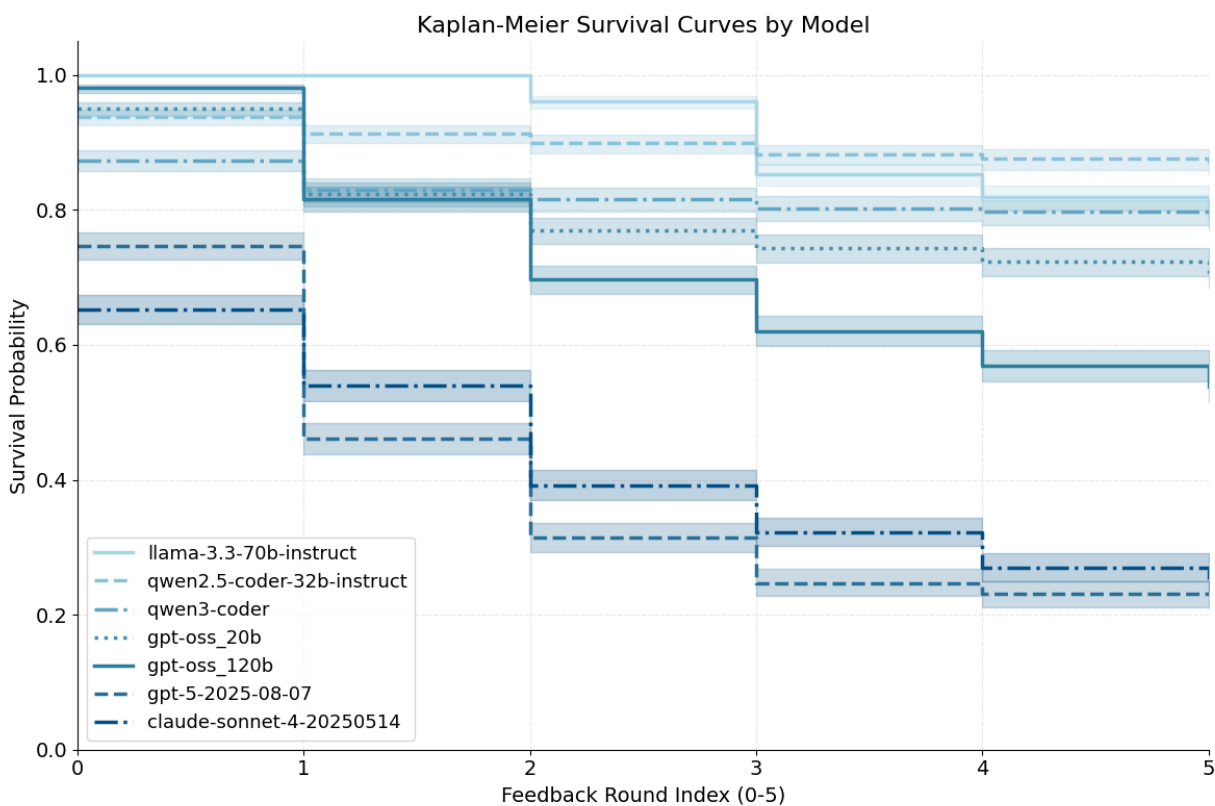 Kaplan-Meier Survival Curves by Model
Survival Probability
1.0
0.8
0.6
0.4
0.2
0.0
llama-3.3-70b-instruct
qwen2.5-coder-32b-instruct
qwen3-coder
gpt-oss_20b
gpt-oss_120b
gpt-5-2025-08-07
claude-sonnet-4-20250514
0 1 2 3 4 5
Feedback Round Index (0-5)